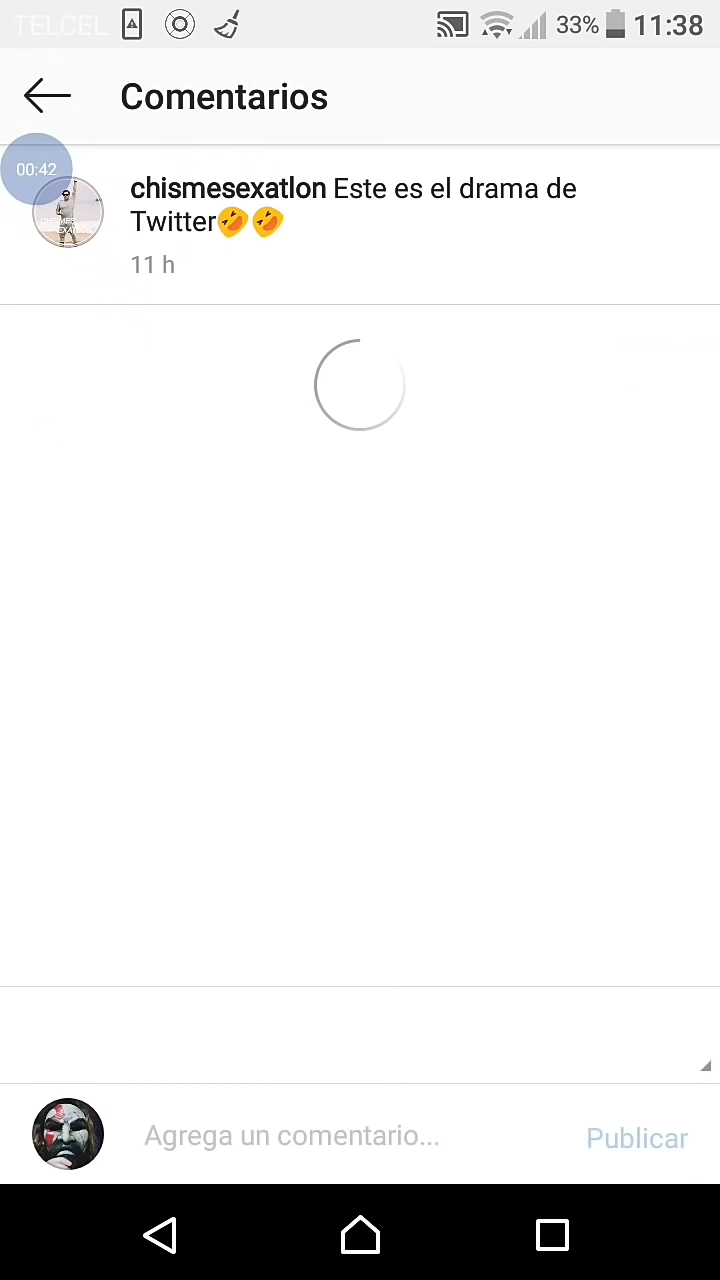 TELCEL 33% 11:38
Comentarios
00:42
chismesexatlon Este es el drama de
Twitter🤣🤣
11 h
Agrega un comentario... Publicar